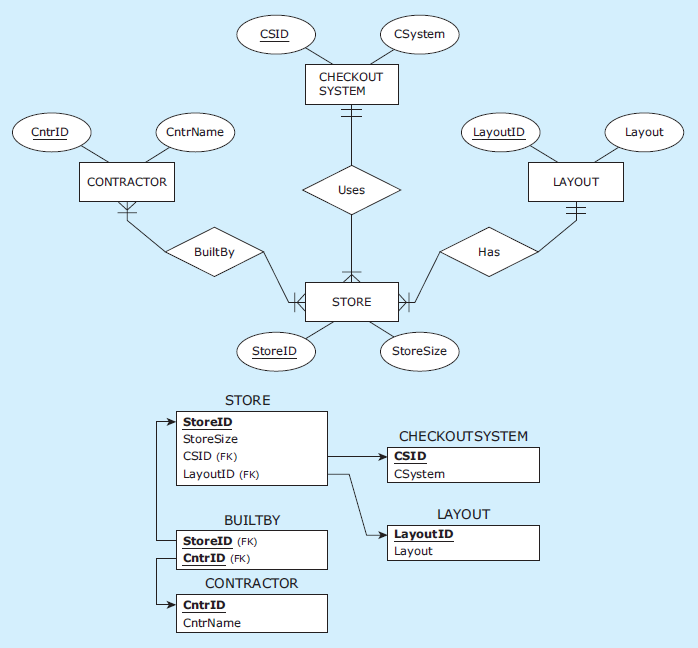 CSID
CSystem
CHECKOUT
SYSTEM
CntrID
CntrName
LayoutID
Layout
CONTRACTOR
Uses
LAYOUT
BuiltBy
Has
STORE
StoreID
StoreSize
STORE
StoreID
StoreSize
CSID (FK)
LayoutID (FK)
CHECKOUTSYSTEM
CSID
CSystem
LAYOUT
LayoutID
Layout
BUILTBY
StoreID (FK)
CntrID (FK)
CONTRACTOR
CntrID
CntrName